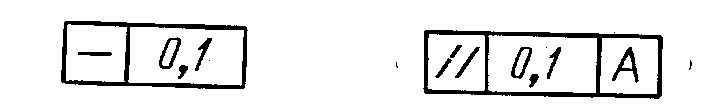 — 0,1
// 0,1 A